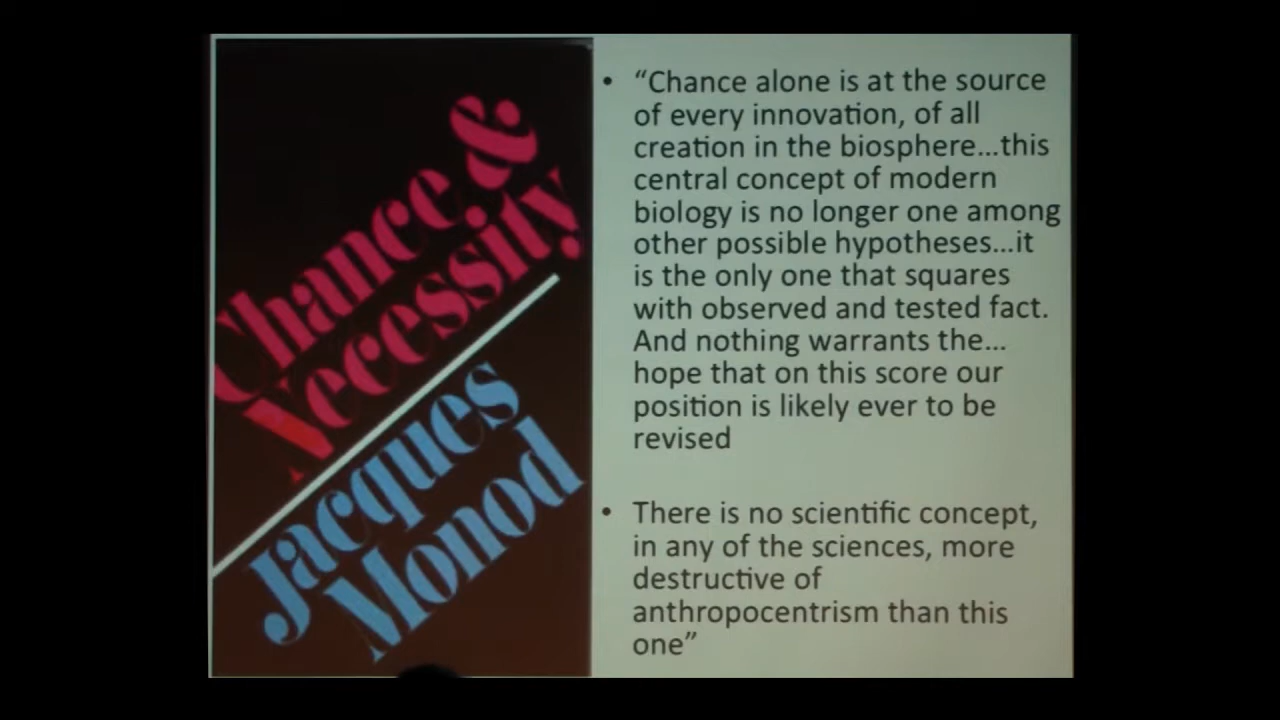 Chance &
Necessity
Jacques
Monod
• “Chance alone is at the source
of every innovation, of all
creation in the biosphere...this
central concept of modern
biology is no longer one among
other possible hypotheses...it
is the only one that squares
with observed and tested fact.
And nothing warrants the...
hope that on this score our
position is likely ever to be
revised
• There is no scientific concept,
in any of the sciences, more
destructive of
anthropocentrism than this
one”